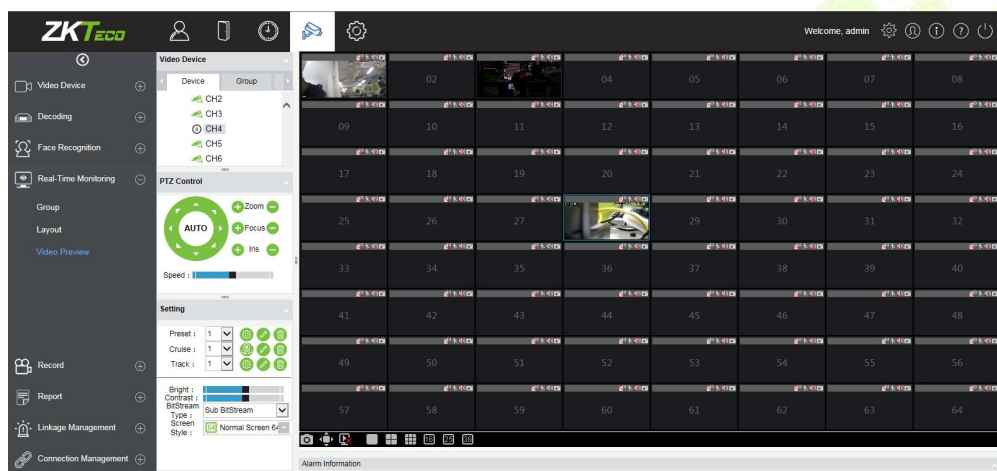 ZKTeco
Welcome, admin
Video Device
Decoding
Face Recognition
Real-Time Monitoring
Group
Layout
Video Preview
Record
Report
Linkage Management
Connection Management
Video Device
Device Group
CH2
CH3
CH4
CH5
CH6
PTZ Control
AUTO
Zoom
Focus
Iris
Speed :
Setting
Preset : 1
Cruise : 1
Track : 1
Bright :
Contrast :
BitStream
Type : Sub BitStream
Screen
Style : 64 Normal Screen 64
02 04 05 06 07 08
09 10 11 12 13 14 15 16
17 18 19 20 21 22 23 24
25 26 27 29 30 31 32
33 34 35 36 37 38 39 40
41 42 43 44 45 46 47 48
49 50 51 52 53 54 55 56
57 58 59 60 61 62 63 64
16 25 36
Alarm Information